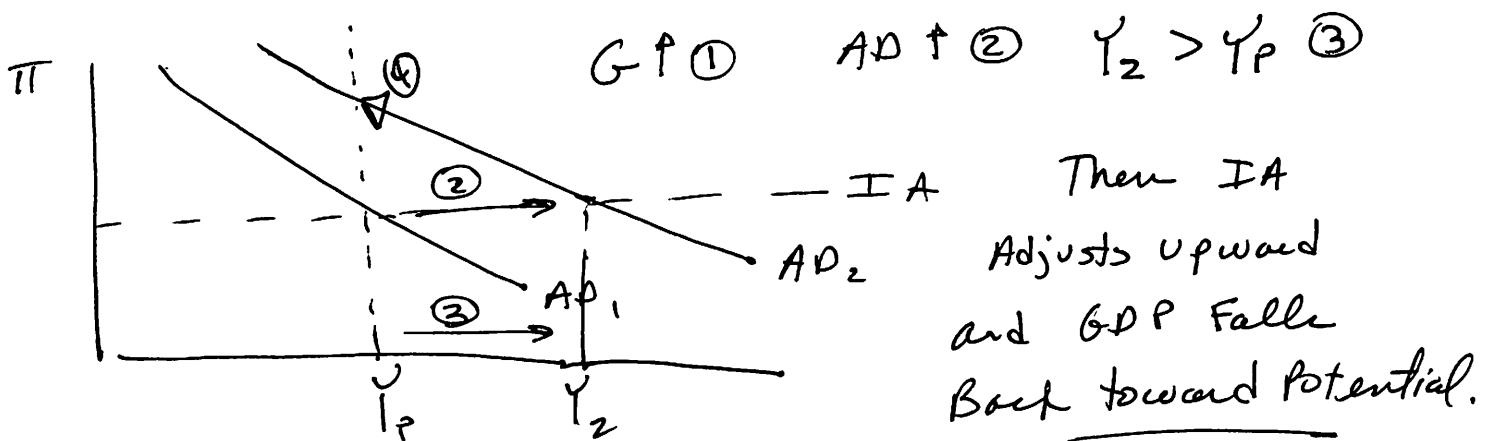 G↑ ① AD↑ ② Y₂ > Yₚ ③
π
④
②
— IA
Then IA
Adjusts upward
and GDP Falls
Back toward Potential.
AD₂
AD₁
③
Yₚ Y₂